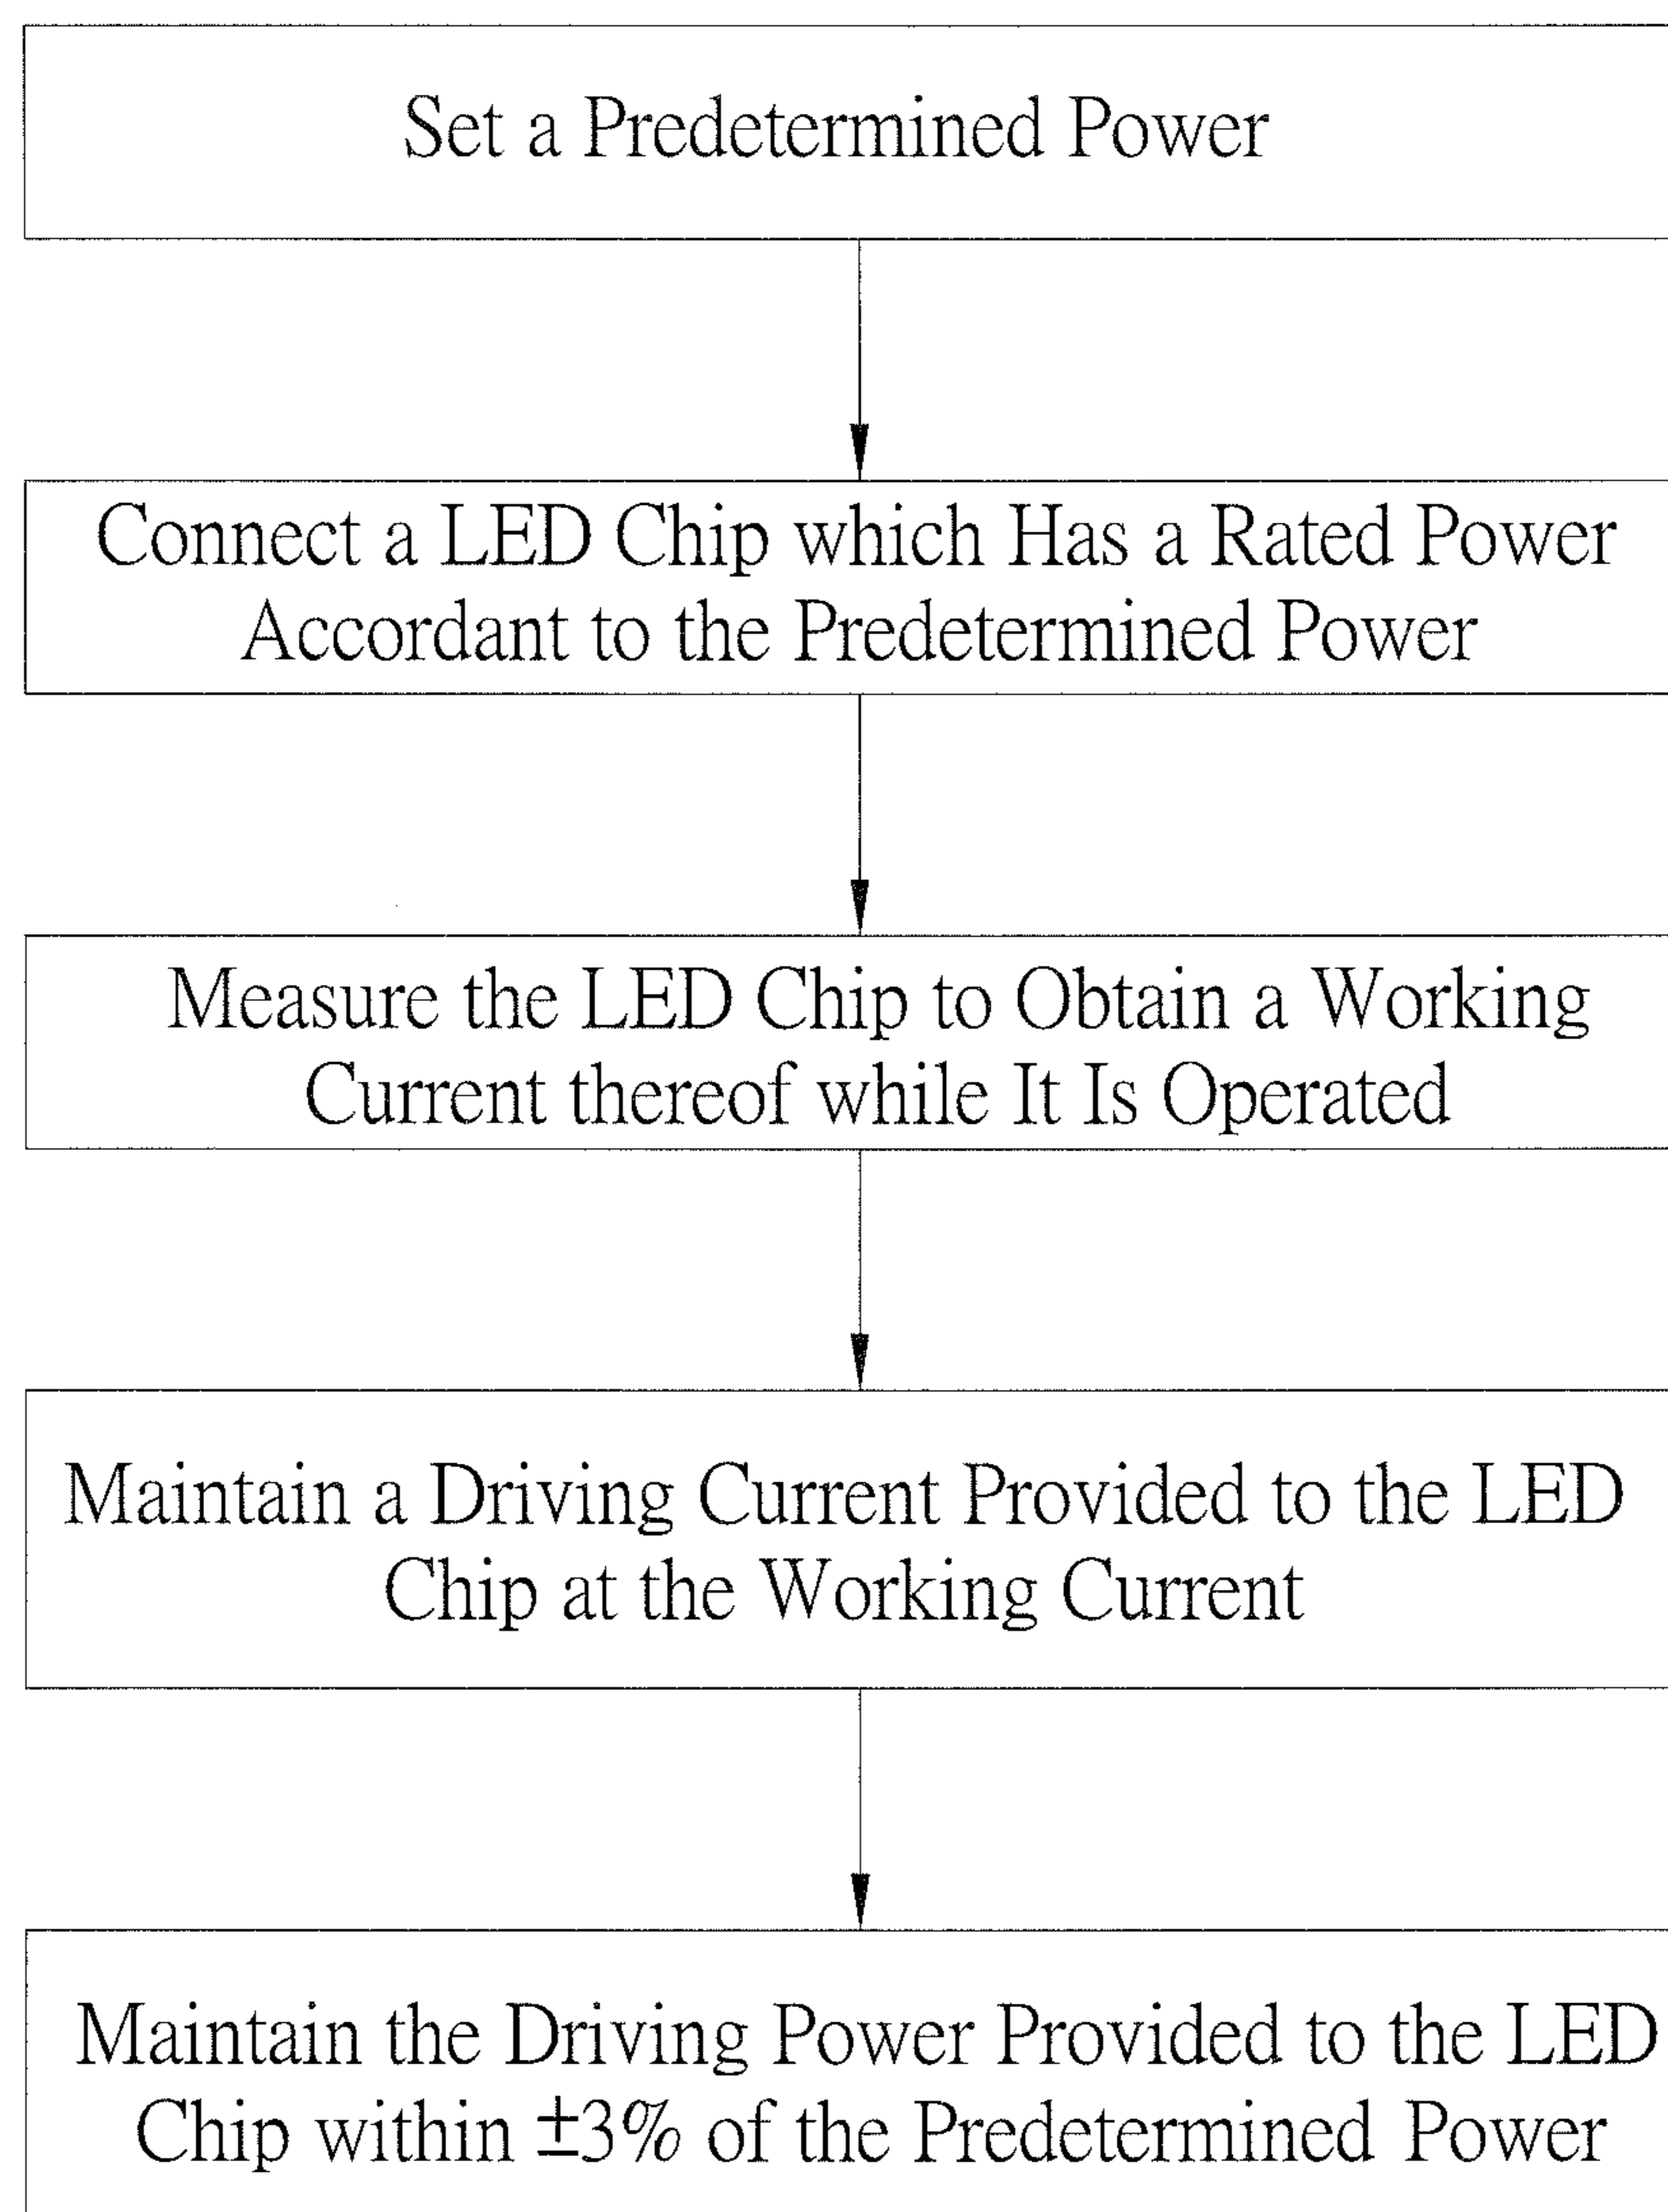 Set a Predetermined Power
Connect a LED Chip which Has a Rated Power
Accordant to the Predetermined Power
Measure the LED Chip to Obtain a Working
Current thereof while It Is Operated
Maintain a Driving Current Provided to the LED
Chip at the Working Current
Maintain the Driving Power Provided to the LED
Chip within ±3% of the Predetermined Power